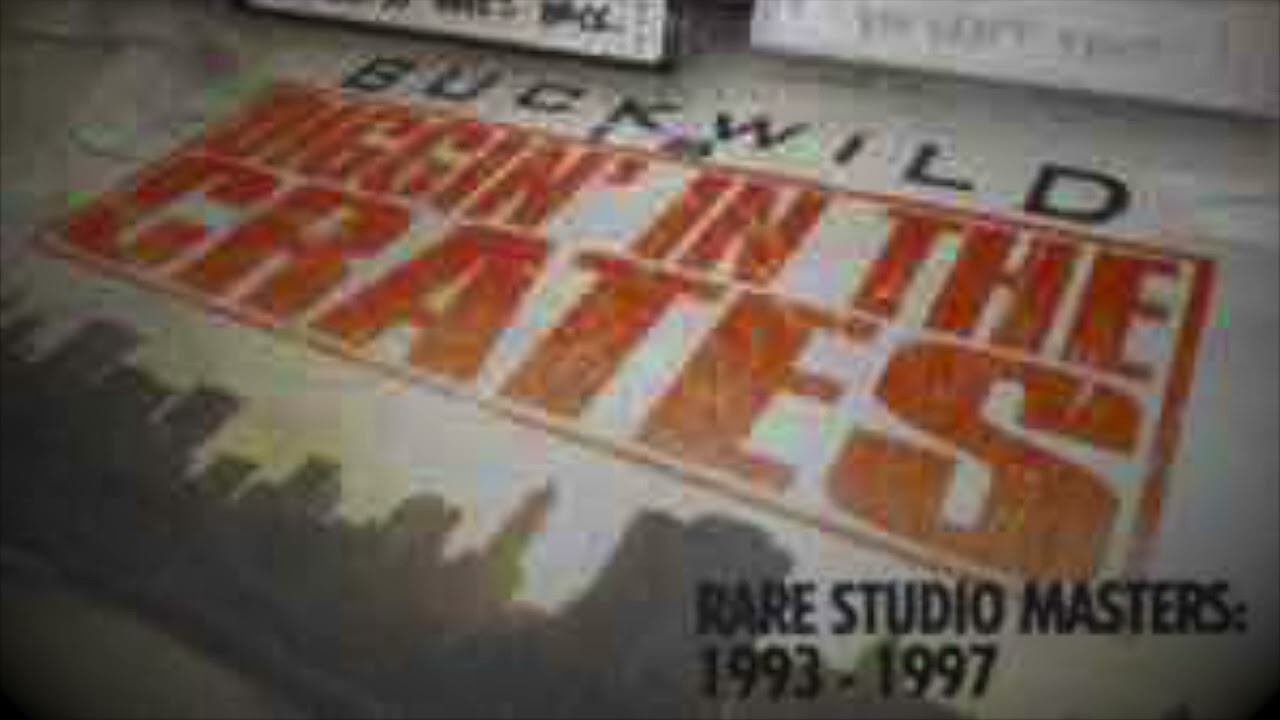 BUCKWILD
DIGGIN' IN THE
CRATES
RARE STUDIO MASTERS:
1993 - 1997